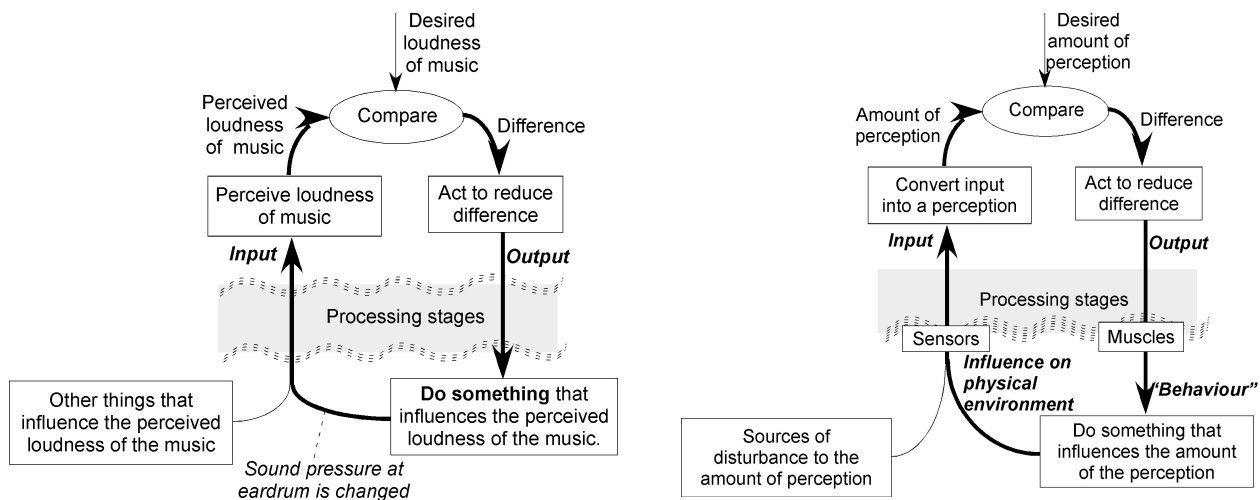 Desired
loudness
of music
Perceived
loudness
of music
Compare
Difference
Perceive loudness
of music
Act to reduce
difference
Input
Output
Processing stages
Other things that
influence the perceived
loudness of the music
Do something that
influences the perceived
loudness of the music.
Sound pressure at
eardrum is changed
Desired
amount of
perception
Amount of
perception
Compare
Difference
Convert input
into a perception
Act to reduce
difference
Input
Output
Processing stages
Sensors
Muscles
Influence on
physical
environment
“Behaviour”
Sources of
disturbance to the
amount of perception
Do something that
influences the amount
of the perception